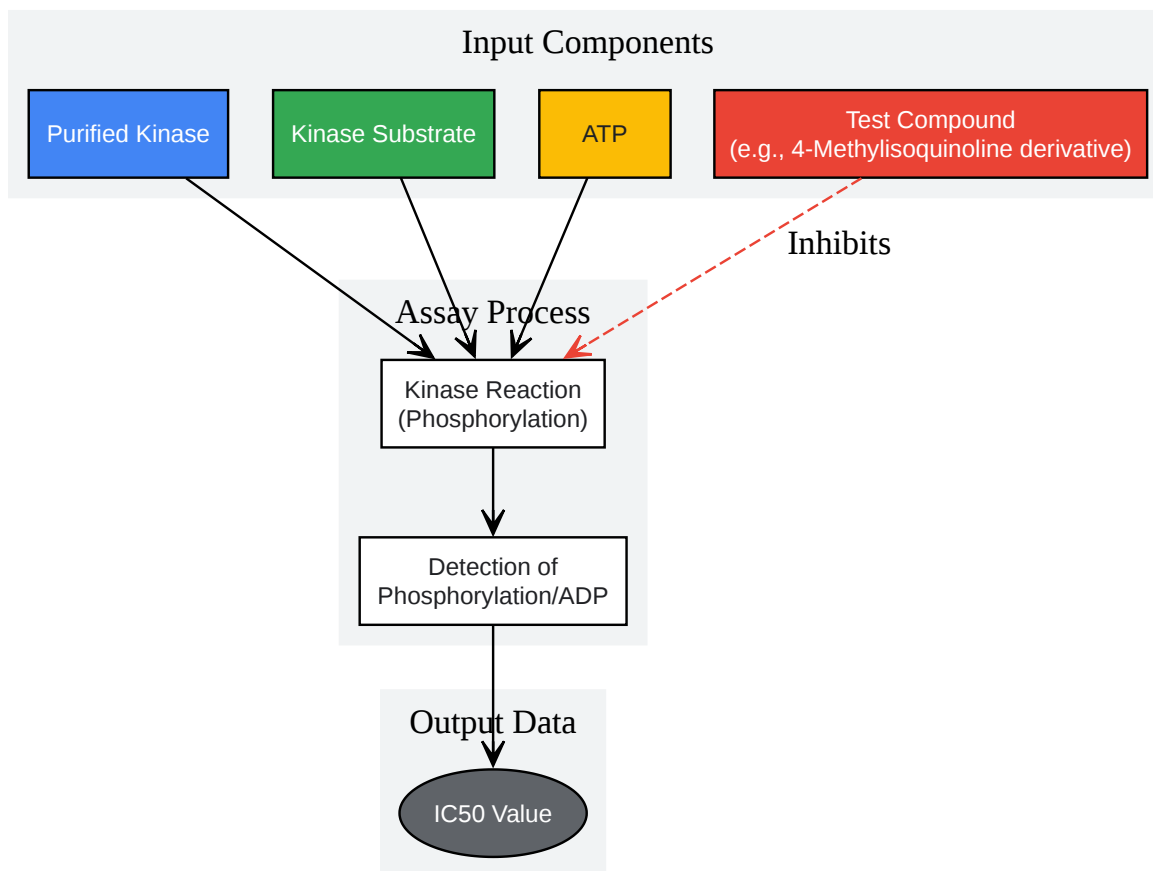 Input Components
Purified Kinase
Kinase Substrate
ATP
Test Compound
(e.g., 4-Methylisoquinoline derivative)
Inhibits
Assay Process
Kinase Reaction
(Phosphorylation)
Detection of
Phosphorylation/ADP
Output Data
IC50 Value